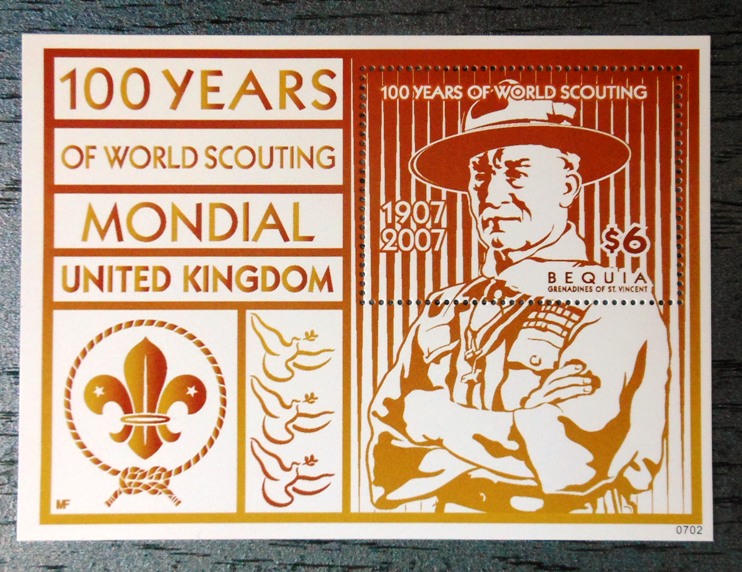 100 YEARS
OF WORLD SCOUTING
MONDIAL
UNITED KINGDOM
MF
100 YEARS OF WORLD SCOUTING
1907
2007
$6
BEQUIA
GRENADINES OF ST. VINCENT
0702